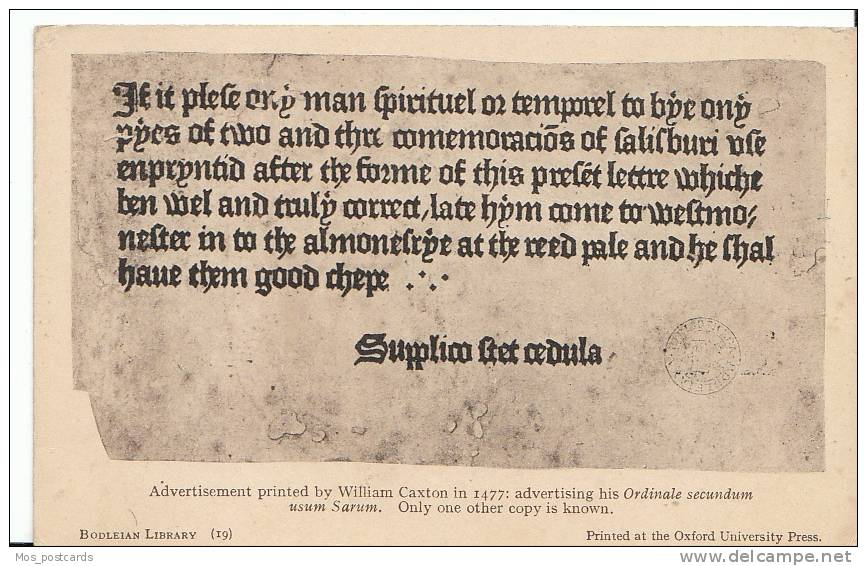 If it plese ony man spirituel or temporel to bye ony
pyes of two and thre comemoraciōs of salisburi vse
enpryntid after the forme of this presēt lettre whiche
ben wel and truly correct, late hym come to westmo⸗
nester in to the almonesrye at the reed pale and he shal
haue them good chepe .·.·.
Supplico stet cedula
Advertisement printed by William Caxton in 1477: advertising his Ordinale secundum
usum Sarum. Only one other copy is known.
BODLEIAN LIBRARY (19) Printed at the Oxford University Press.
Mos_postcards delcampe.net